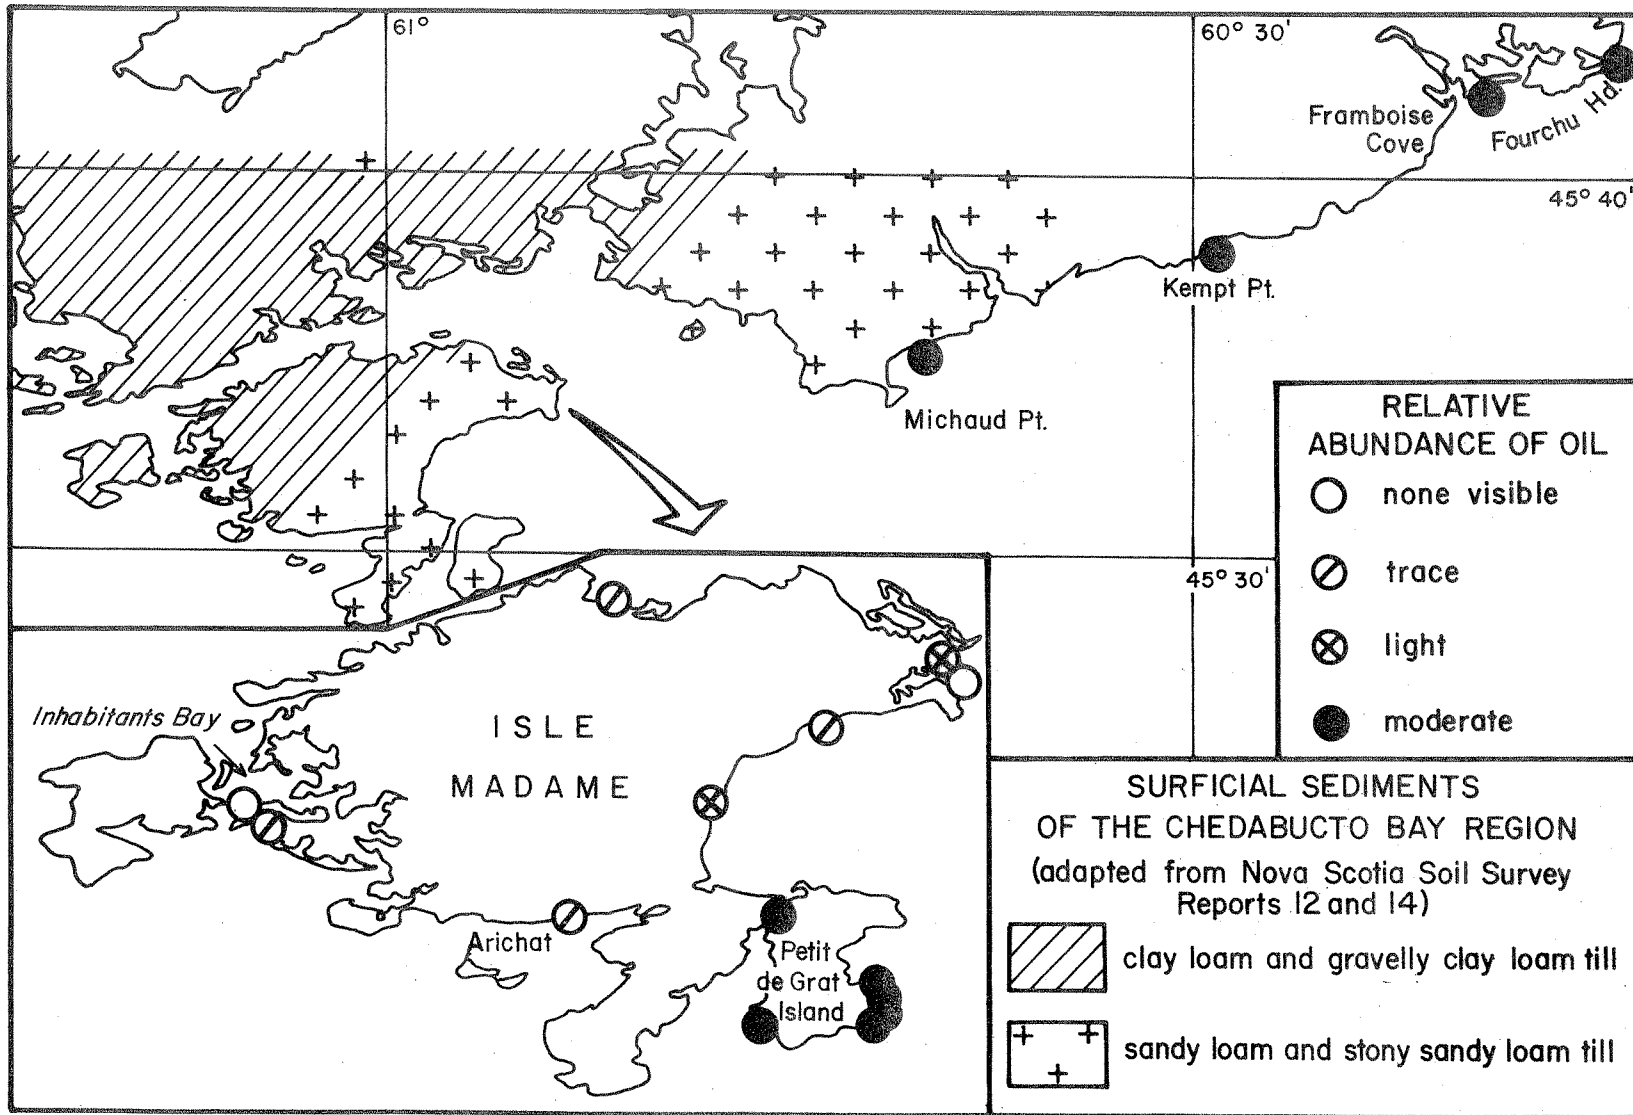 61°
60° 30'
Framboise
Cove
Fourchu Hd.
45° 40'
Kempt Pt.
Michaud Pt.
RELATIVE
ABUNDANCE OF OIL
none visible
trace
light
moderate
45° 30'
Inhabitants Bay
ISLE
MADAME
Arichat
Petit
de Grat
Island
SURFICIAL SEDIMENTS
OF THE CHEDABUCTO BAY REGION
(adapted from Nova Scotia Soil Survey
Reports 12 and 14)
clay loam and gravelly clay loam till
sandy loam and stony sandy loam till